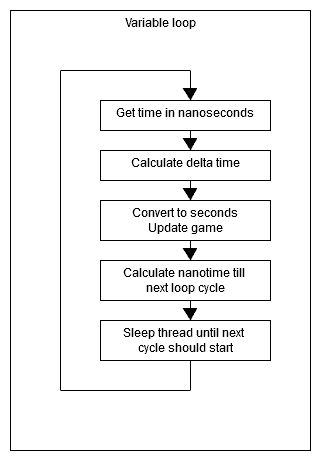 Variable loop
Get time in nanoseconds
Calculate delta time
Convert to seconds
Update game
Calculate nanotime till
next loop cycle
Sleep thread until next
cycle should start